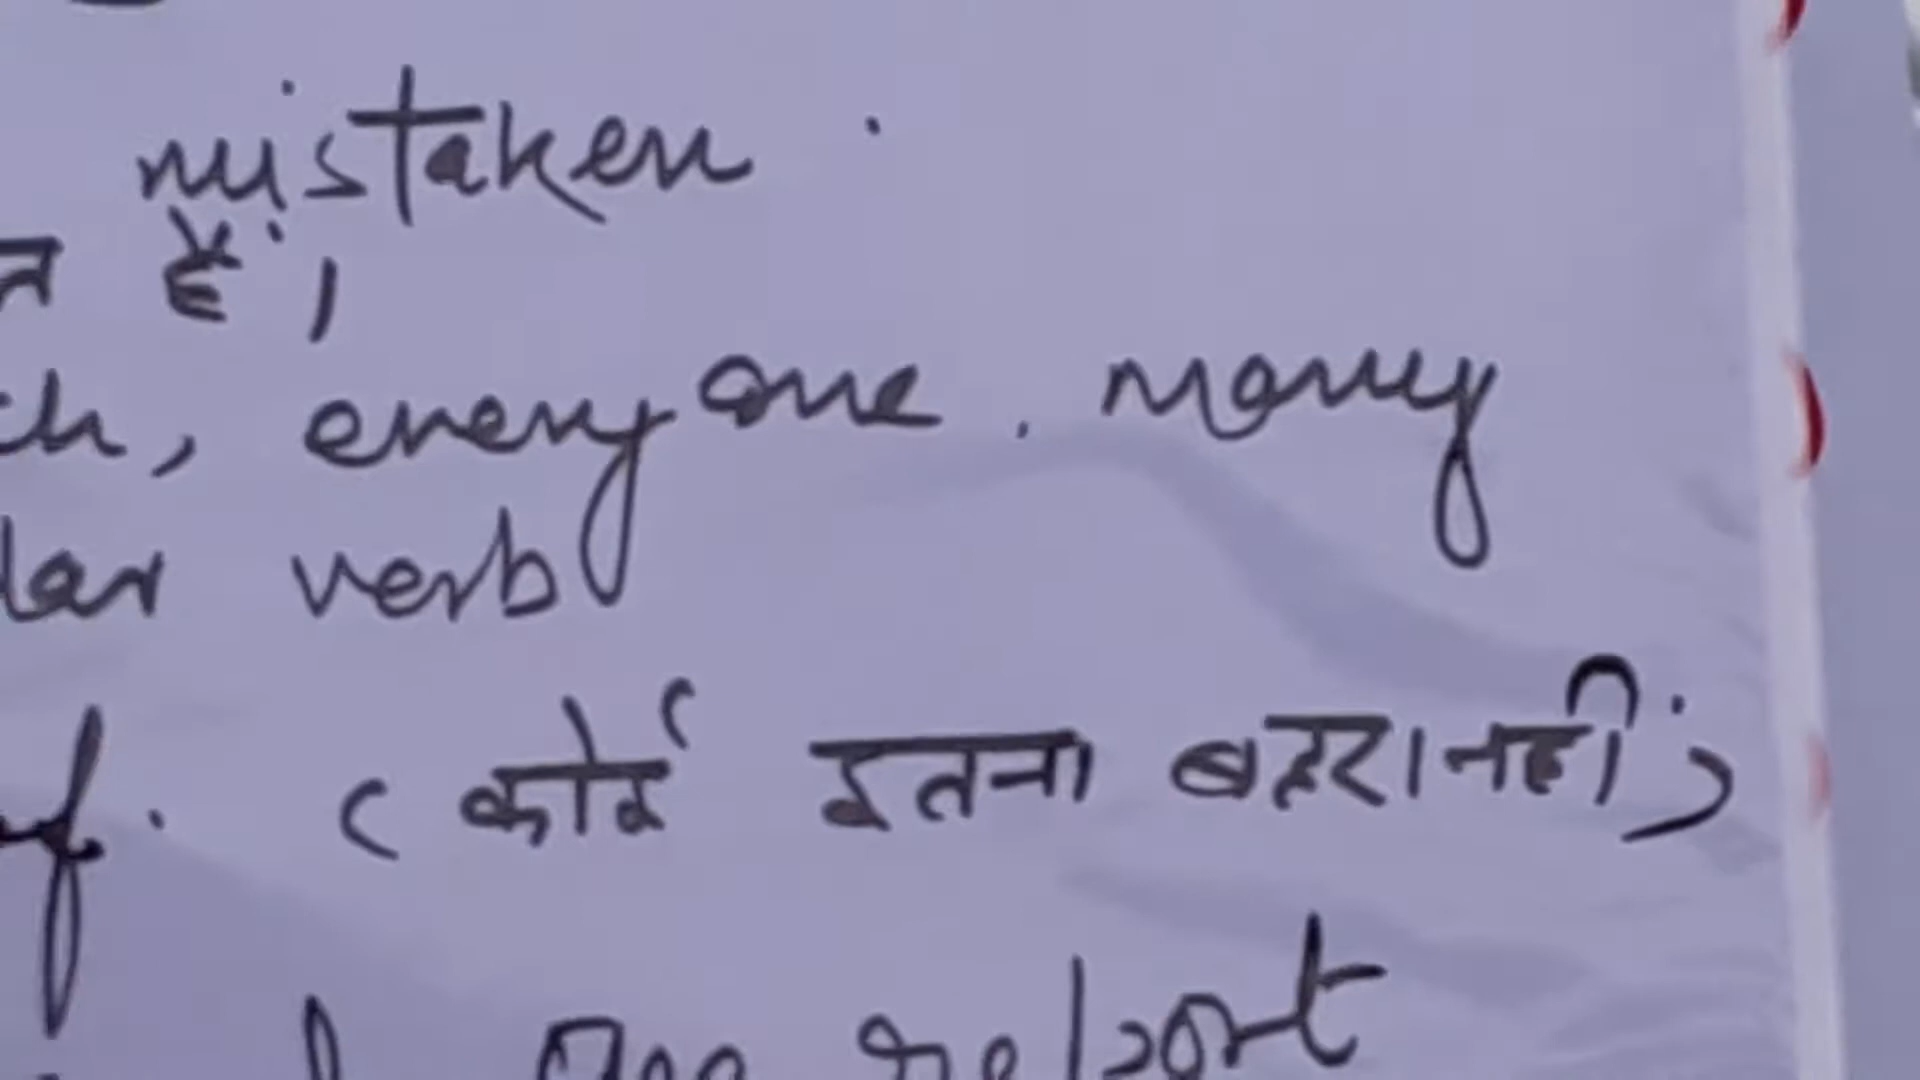 mistaken.
हैं।
everyone. many
verb
(कोई इतना बहरा नहीं)
report